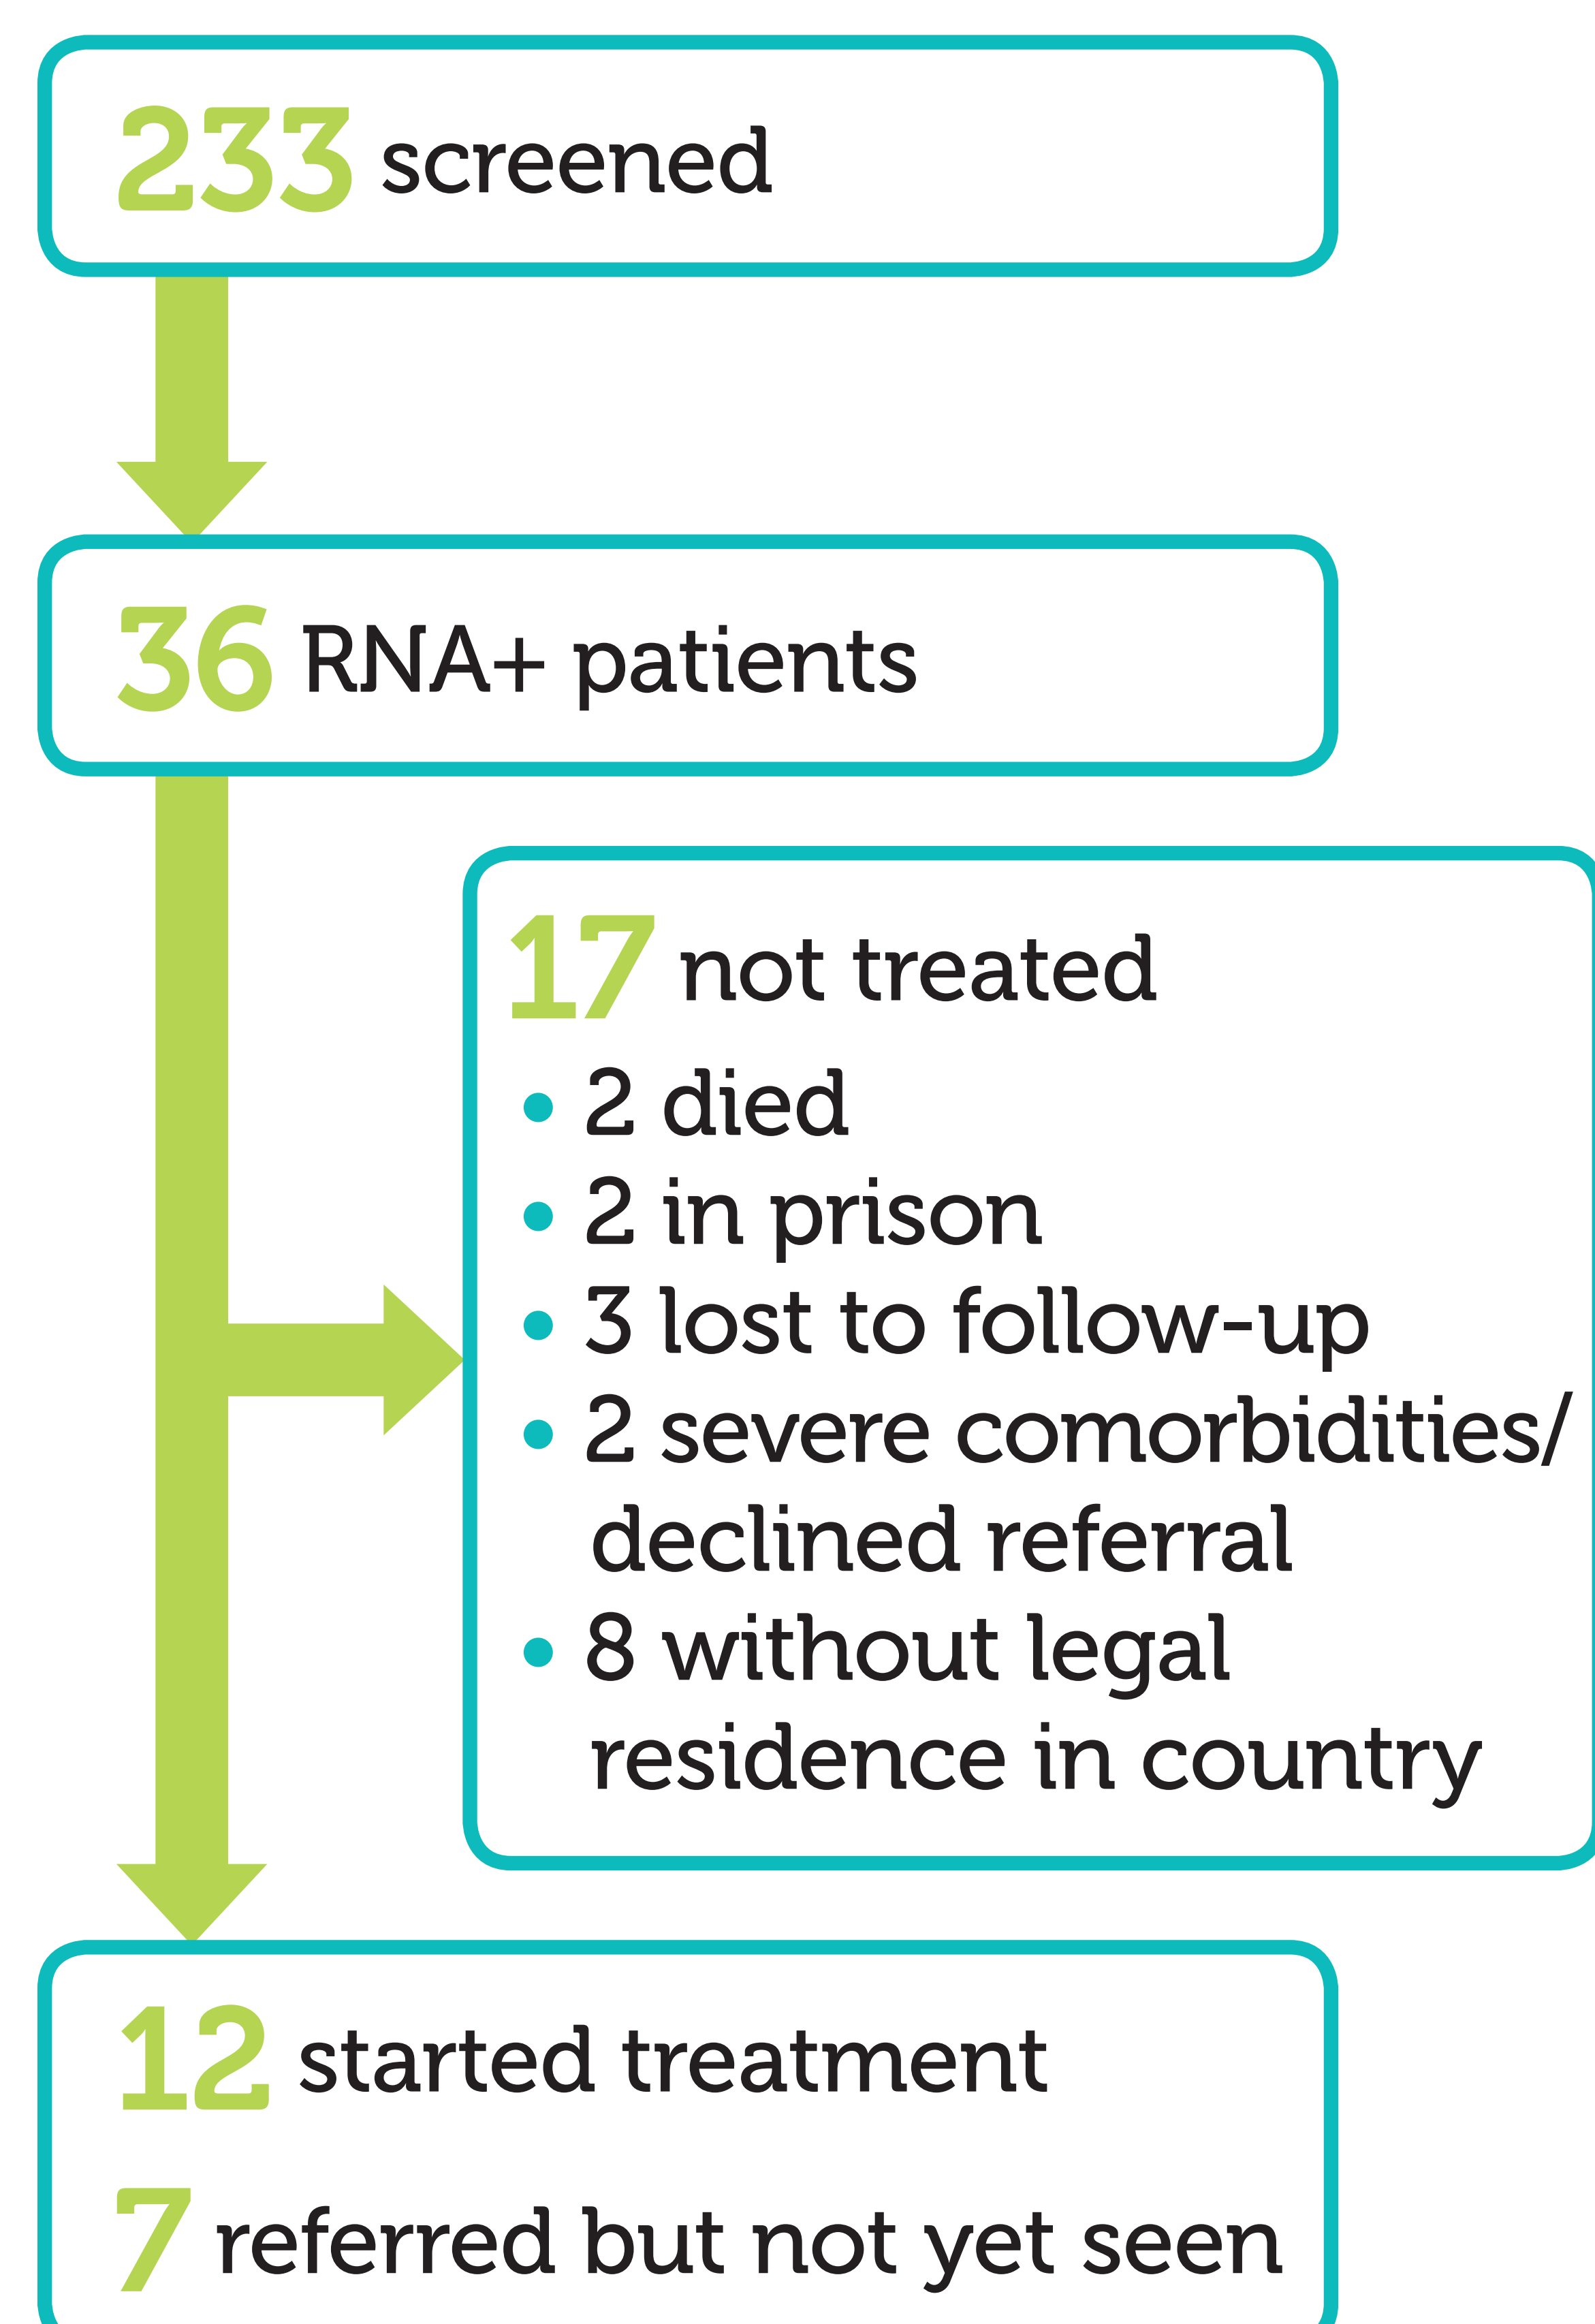 233 screened
36 RNA+ patients
17 not treated
• 2 died
• 2 in prison
• 3 lost to follow-up
• 2 severe comorbidities/
declined referral
• 8 without legal
residence in country
12 started treatment
7 referred but not yet seen